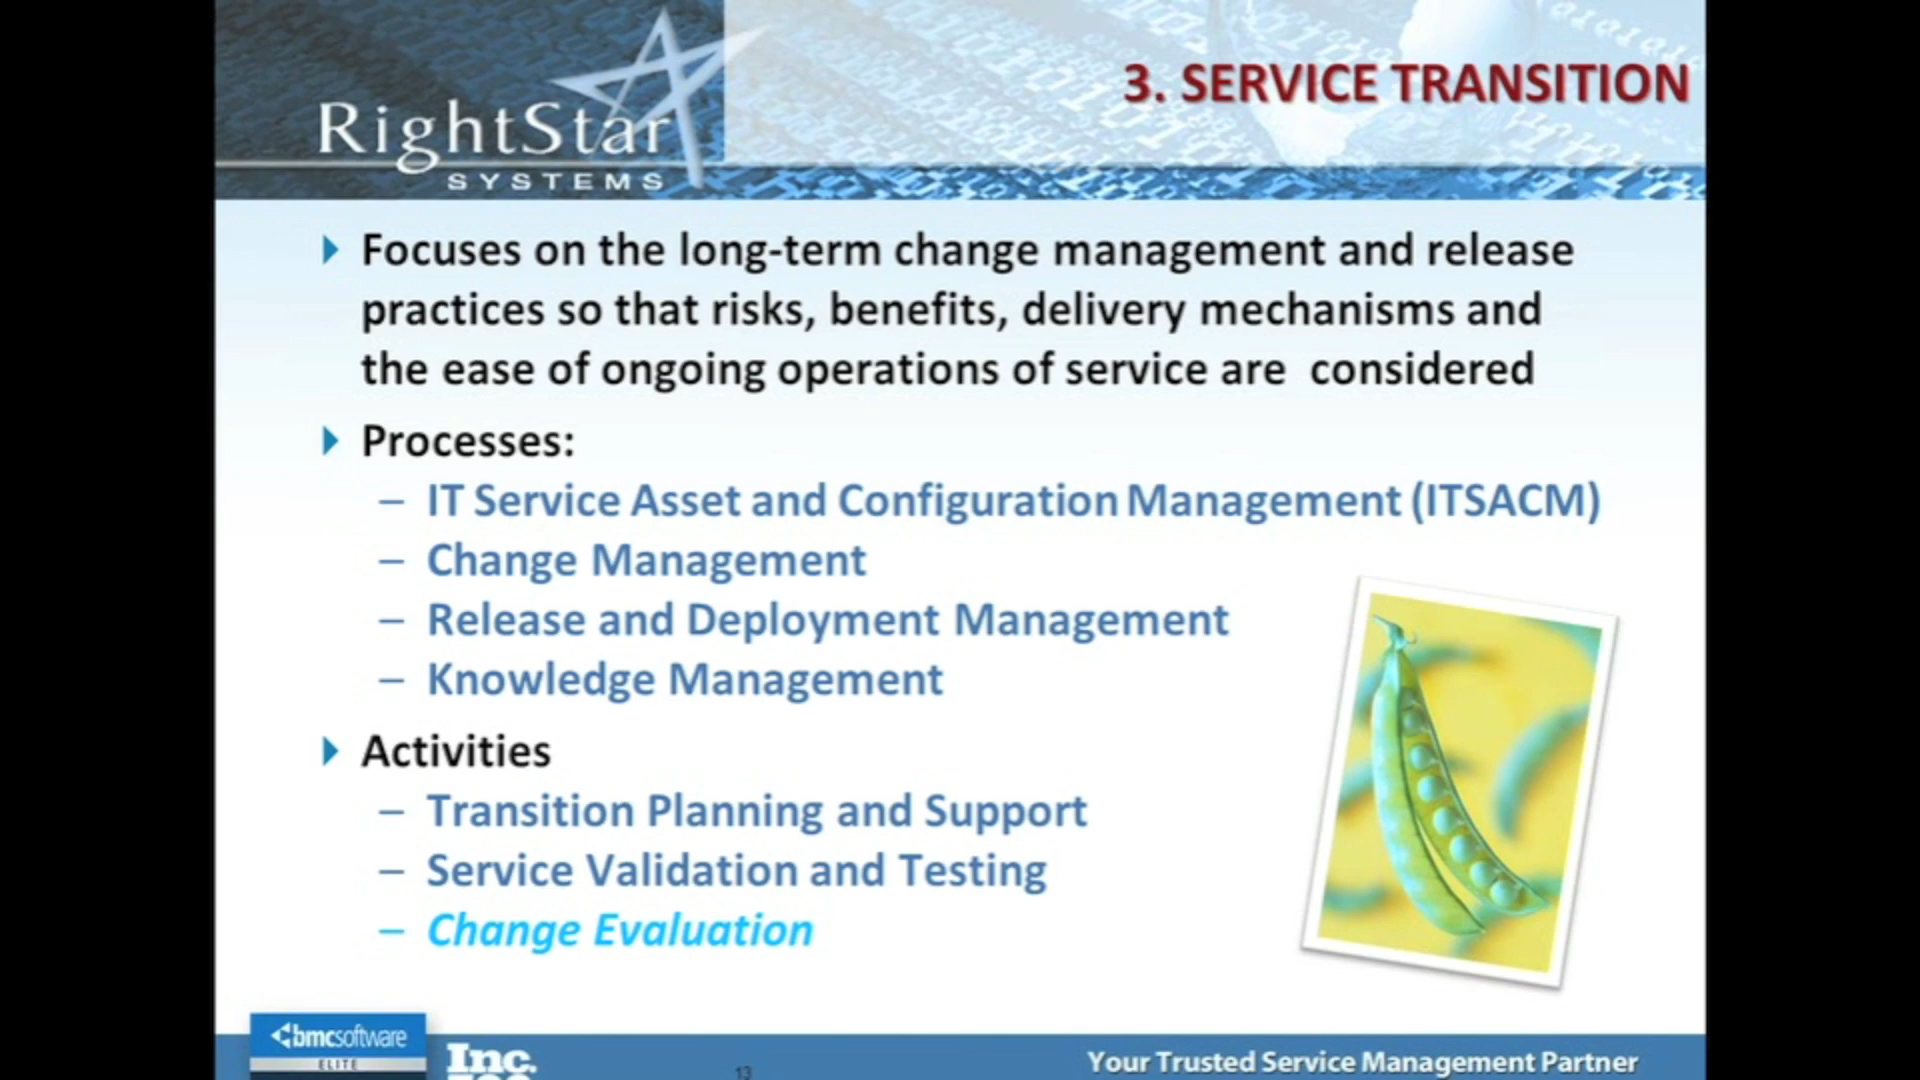 RightStar
SYSTEMS
3. SERVICE TRANSITION
Focuses on the long-term change management and release
practices so that risks, benefits, delivery mechanisms and
the ease of ongoing operations of service are considered
Processes:
– IT Service Asset and Configuration Management (ITSACM)
– Change Management
– Release and Deployment Management
– Knowledge Management
Activities
– Transition Planning and Support
– Service Validation and Testing
– Change Evaluation
bmcsoftware
ELITE
Inc.
13
Your Trusted Service Management Partner